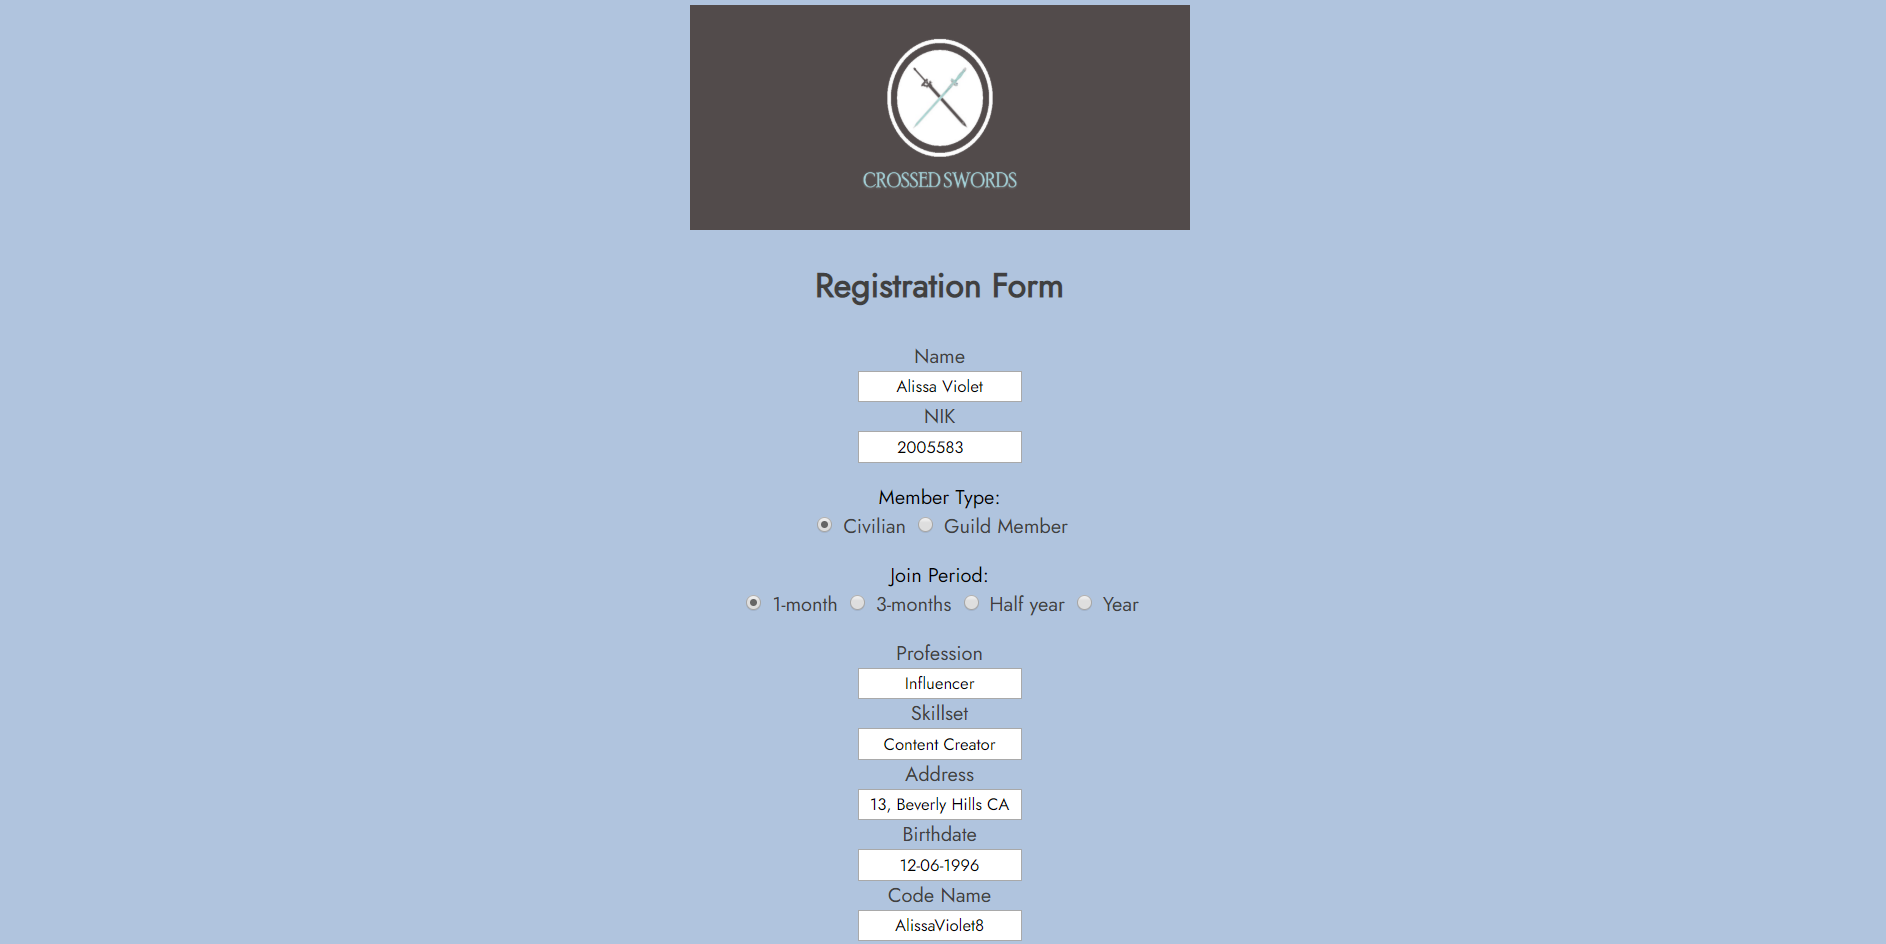 CROSSED SWORDS
Registration Form
Name
Alissa Violet
NIK
2005583
Member Type:
Civilian Guild Member
Join Period:
1-month 3-months Half year Year
Profession
Influencer
Skillset
Content Creator
Address
13, Beverly Hills CA
Birthdate
12-06-1996
Code Name
AlissaViolet8